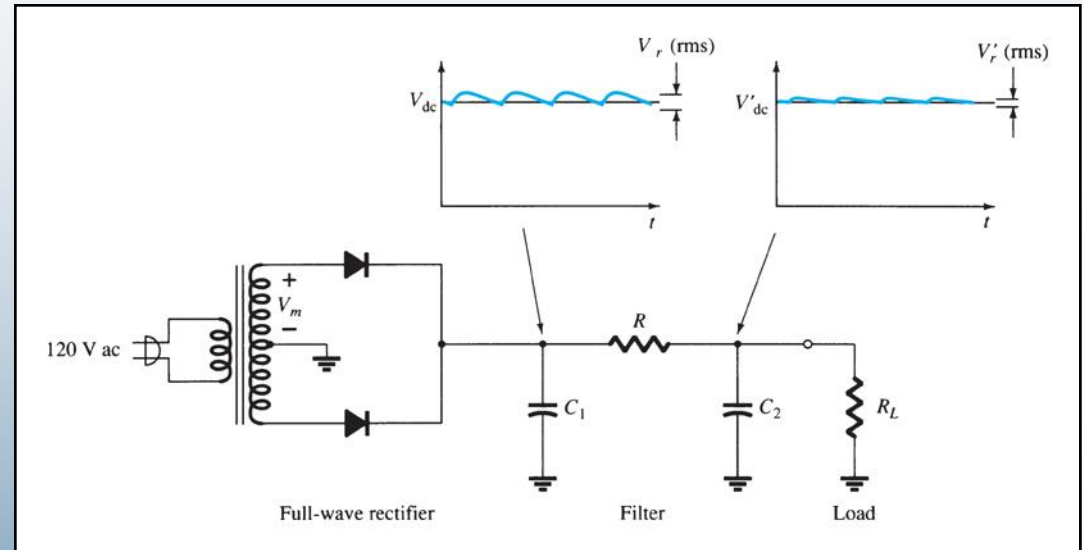 V_r (rms)
V'_r (rms)
V_dc
V'_dc
t
t
+
V_m
−
120 V ac
R
C_1
C_2
R_L
Full-wave rectifier
Filter
Load